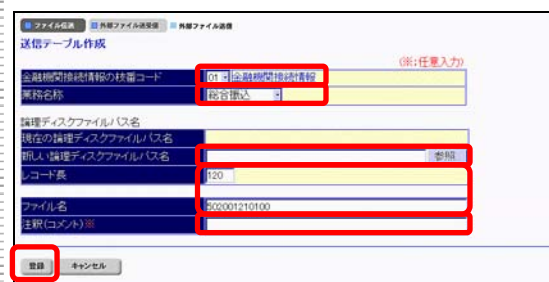 ファイル伝送 外部ファイル送受信 外部ファイル送信
送信テーブル作成
(※:任意入力)
金融機関接続情報の枝番コード 01 金融機関接続情報
業務名称 総合振込
論理ディスクファイルパス名
現在の論理ディスクファイルパス名
新しい論理ディスクファイルパス名 参照
レコード長 120
ファイル名 502001210100
注釈(コメント)※
登録 キャンセル